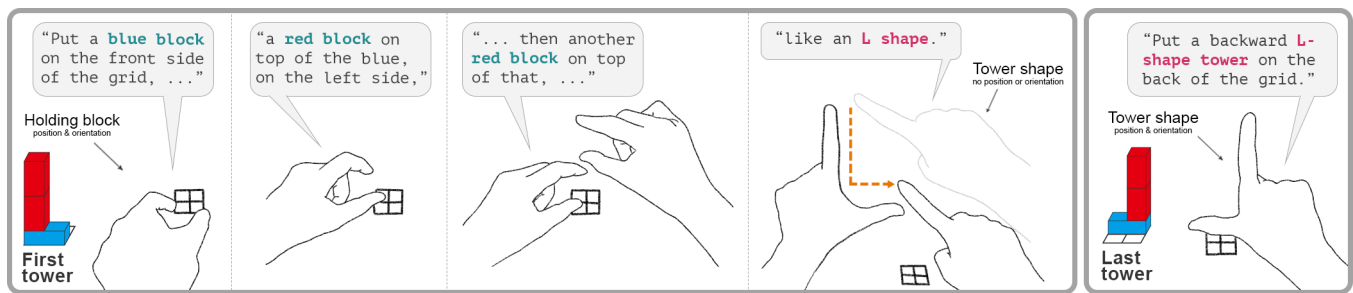 “Put a blue block
on the front side
of the grid, ...”
Holding block
position & orientation
First
tower
“a red block on
top of the blue,
on the left side,”
“... then another
red block on top
of that, ...”
“like an L shape.”
Tower shape
no position or orientation
“Put a backward L-
shape tower on the
back of the grid.”
Tower shape
position & orientation
Last
tower